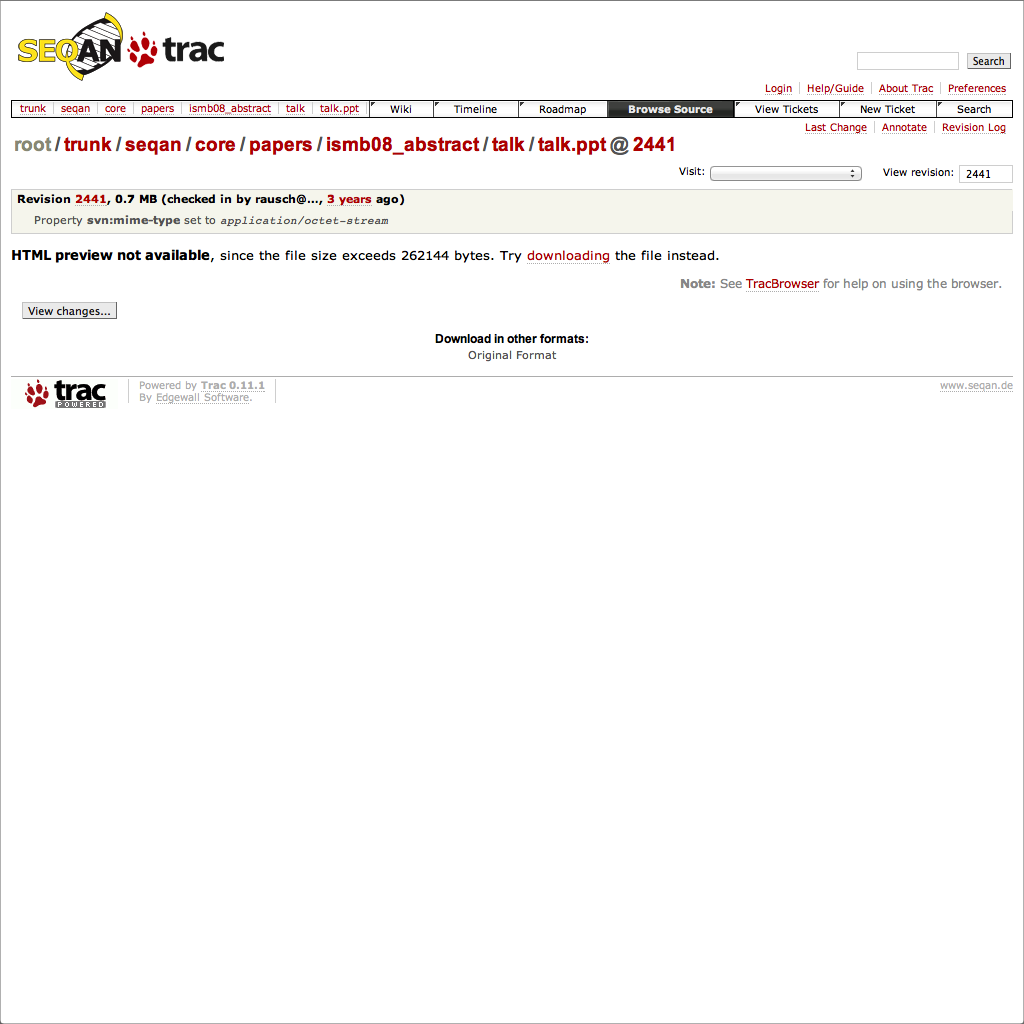 SEQAN trac
Search
Login Help/Guide About Trac Preferences
trunk seqan core papers ismb08_abstract talk talk.ppt Wiki Timeline Roadmap Browse Source View Tickets New Ticket Search
Last Change Annotate Revision Log
root / trunk / seqan / core / papers / ismb08_abstract / talk / talk.ppt @ 2441
Visit: View revision: 2441
Revision 2441, 0.7 MB (checked in by rausch@..., 3 years ago)
Property svn:mime-type set to application/octet-stream
HTML preview not available, since the file size exceeds 262144 bytes. Try downloading the file instead.
Note: See TracBrowser for help on using the browser.
View changes...
Download in other formats:
Original Format
trac POWERED
Powered by Trac 0.11.1
By Edgewall Software.
www.seqan.de